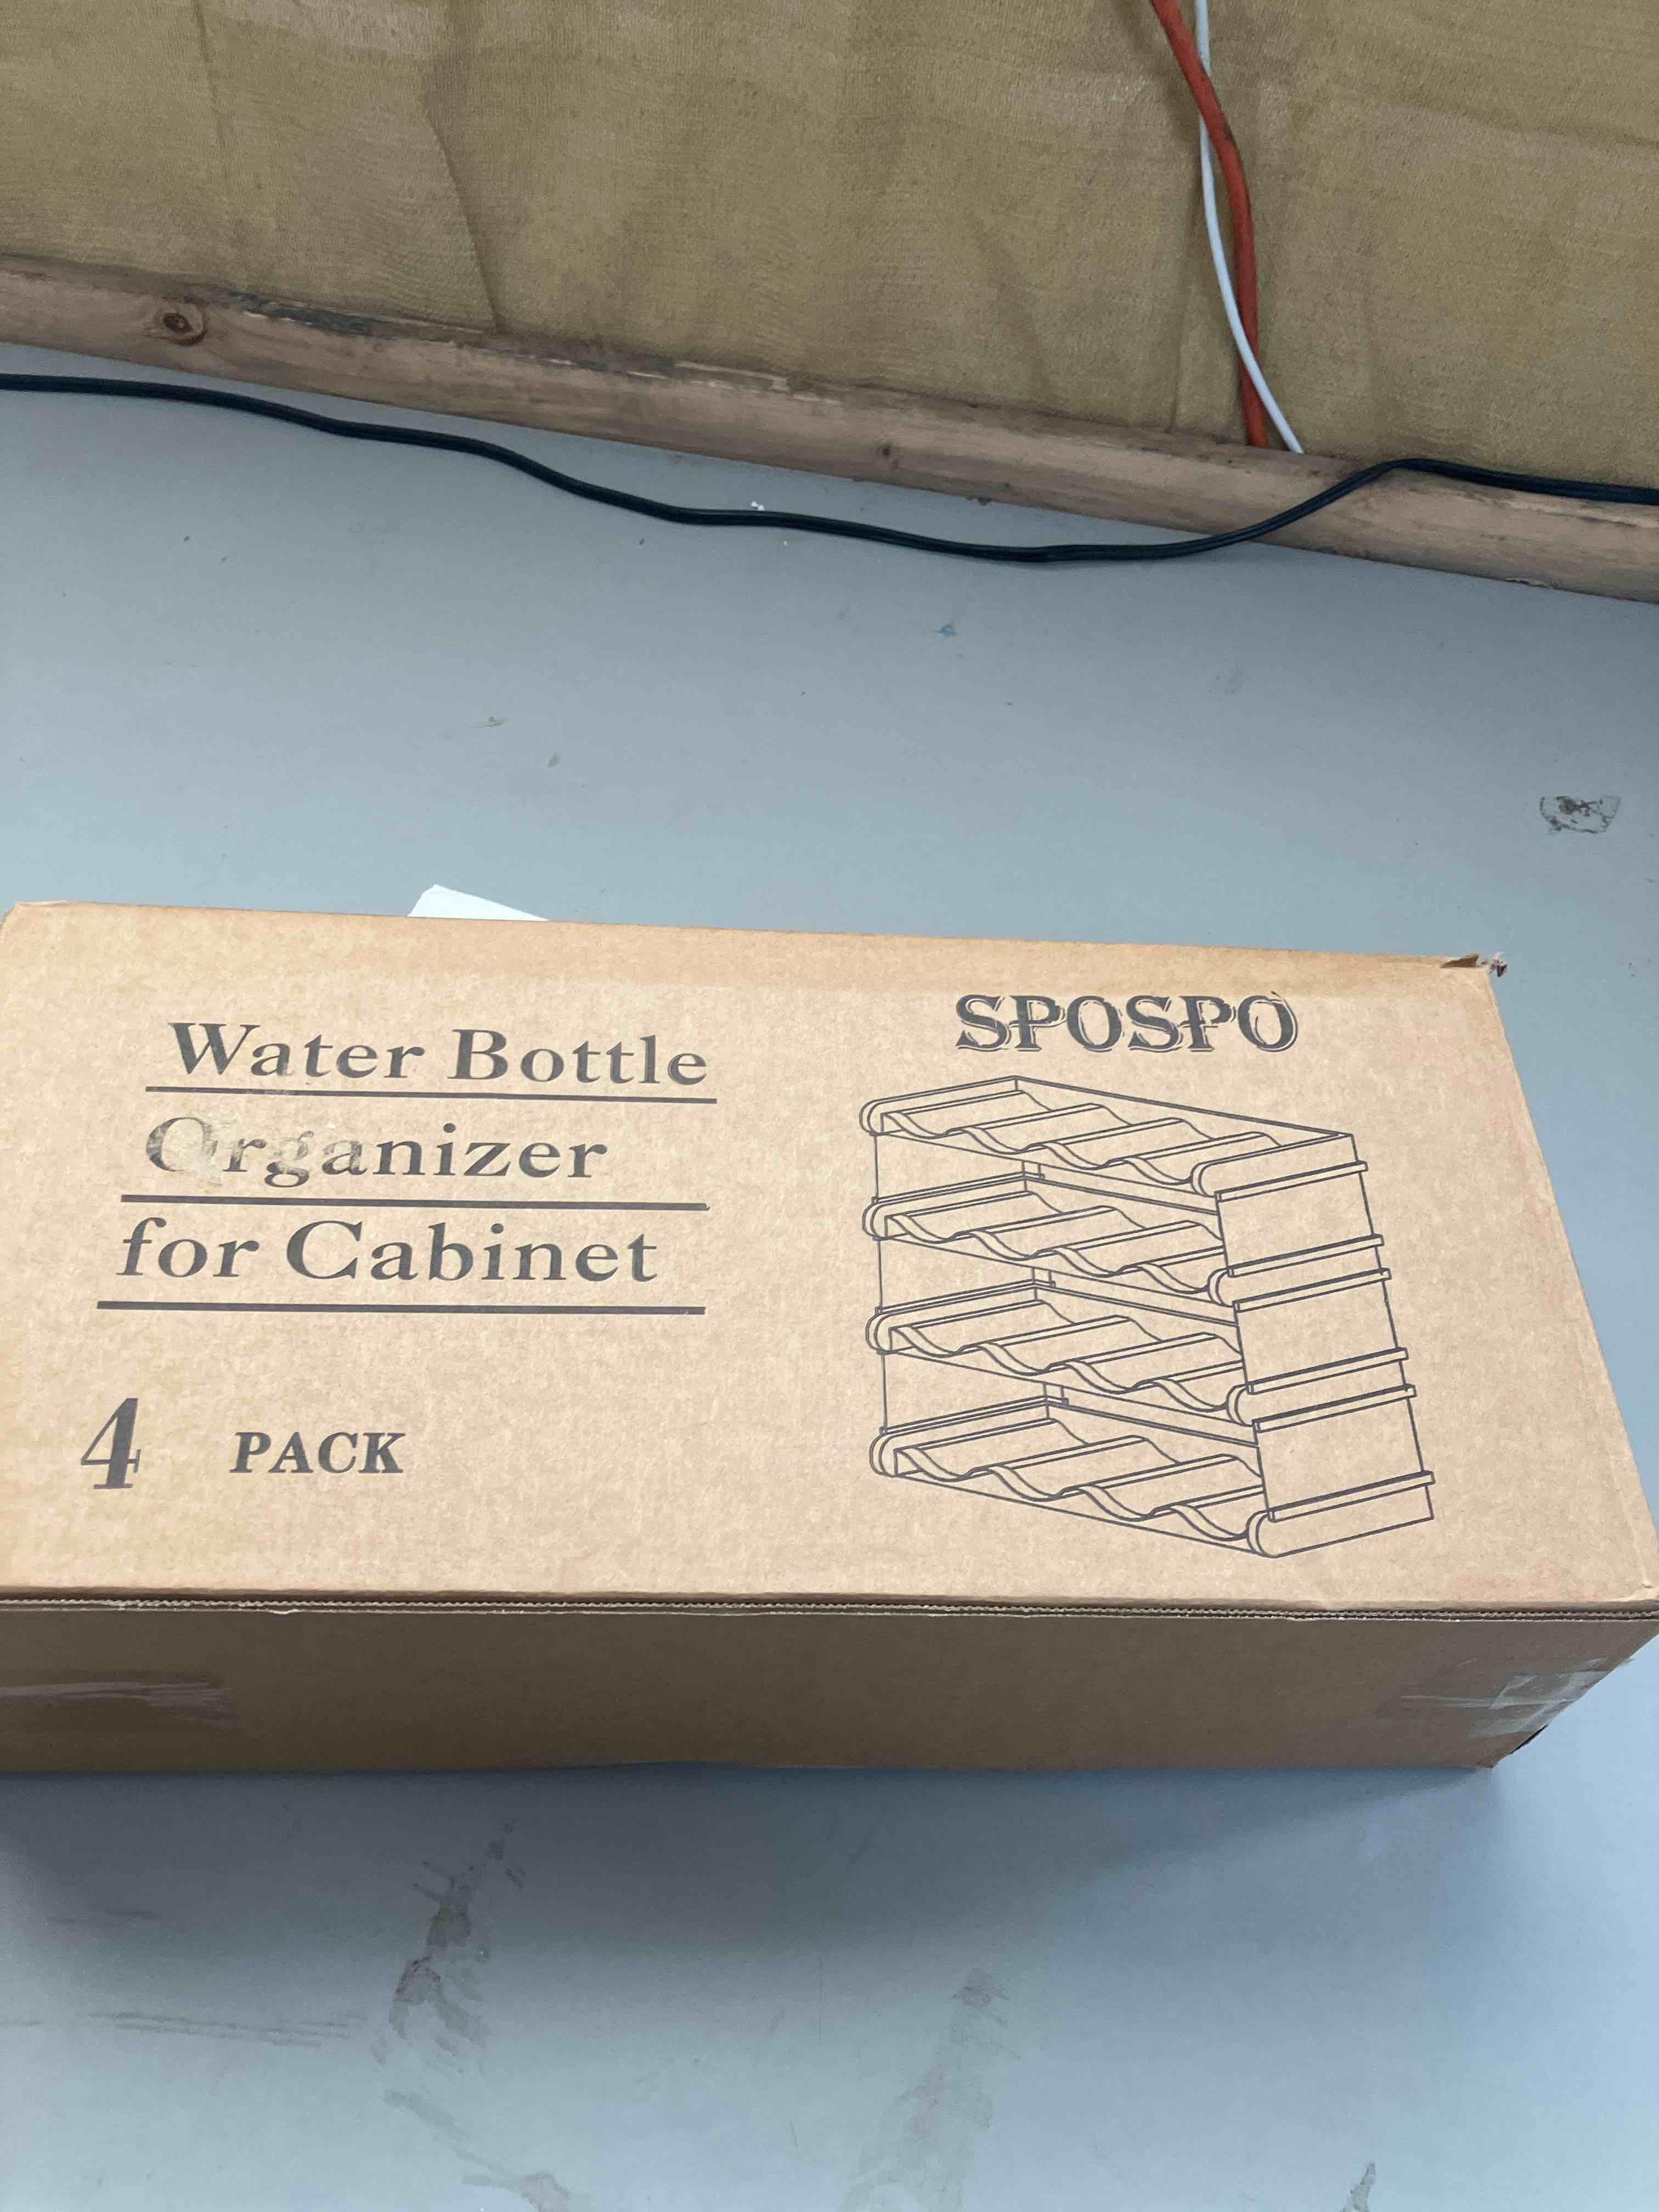 Water Bottle
Organizer
for Cabinet
4 PACK
SPOSPO